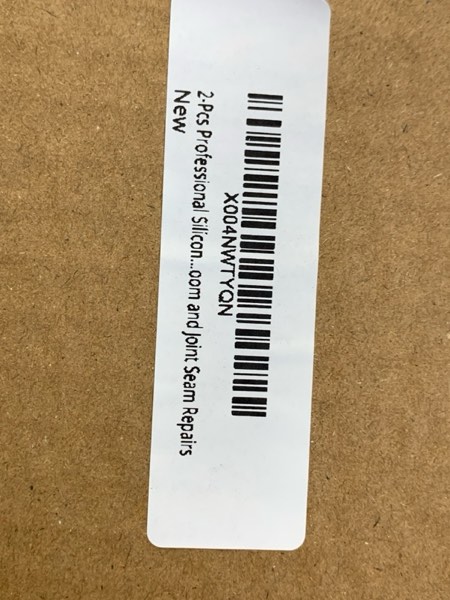 X004NWTYQN
2-Pcs Professional Silicon...oom and Joint Seam Repairs
New